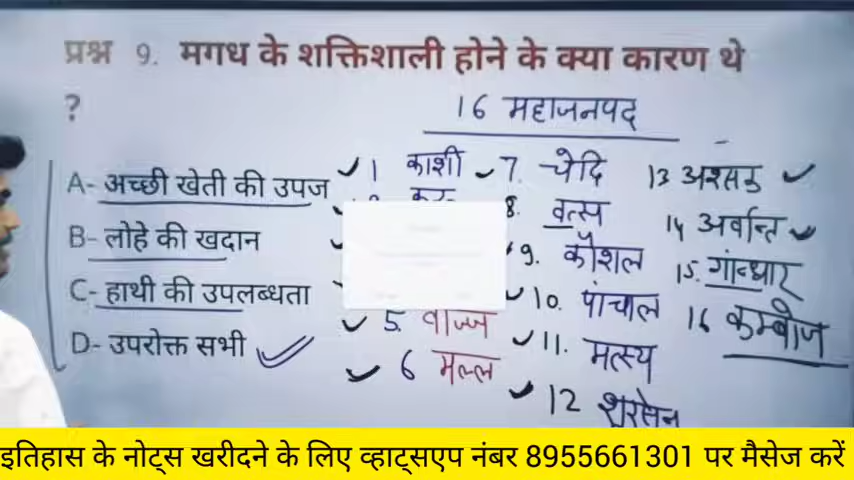 प्रश्न 9. मगध के शक्तिशाली होने के क्या कारण थे
?
16 महाजनपद
A- अच्छी खेती की उपज
B- लोहे की खदान
C- हाथी की उपलब्धता
D- उपरोक्त सभी
1 काशी
5. वज्जि
6 मल्ल
7. चेदि
8. वत्स
9. कौशल
10. पांचाल
11. मत्स्य
12 शूरसेन
13 अश्सक
14 अवन्ति
15. गांन्धार
16 कम्बोज
इतिहास के नोट्स खरीदने के लिए व्हाट्सएप नंबर 8955661301 पर मैसेज करें